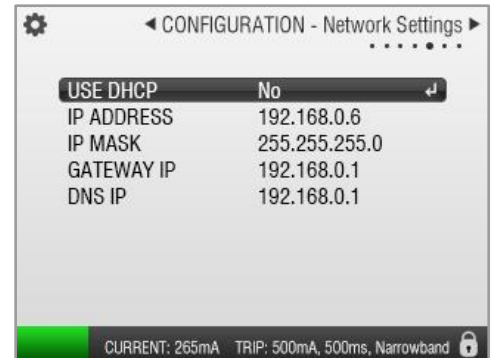 CONFIGURATION - Network Settings
USE DHCP No
IP ADDRESS 192.168.0.6
IP MASK 255.255.255.0
GATEWAY IP 192.168.0.1
DNS IP 192.168.0.1
CURRENT: 265mA TRIP: 500mA, 500ms, Narrowband